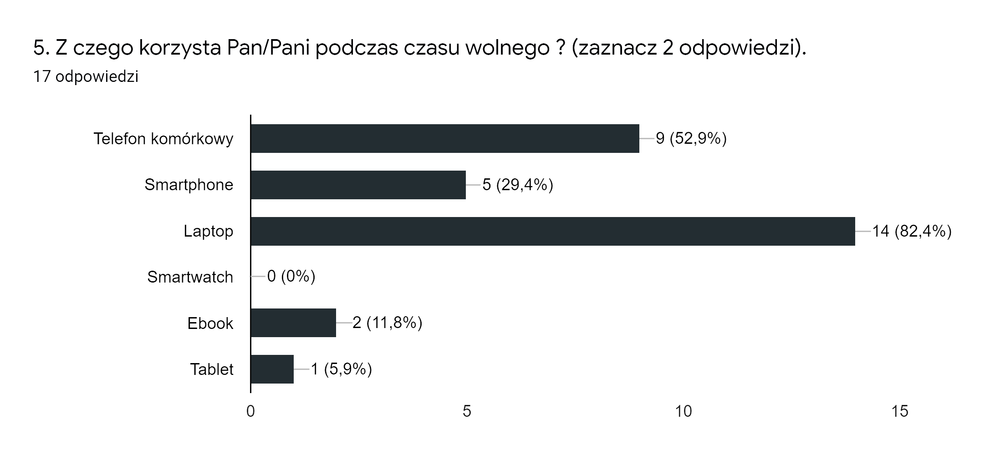 5. Z czego korzysta Pan/Pani podczas czasu wolnego ? (zaznacz 2 odpowiedzi).
17 odpowiedzi
Telefon komórkowy 9 (52,9%)
Smartphone 5 (29,4%)
Laptop 14 (82,4%)
Smartwatch 0 (0%)
Ebook 2 (11,8%)
Tablet 1 (5,9%)
0 5 10 15